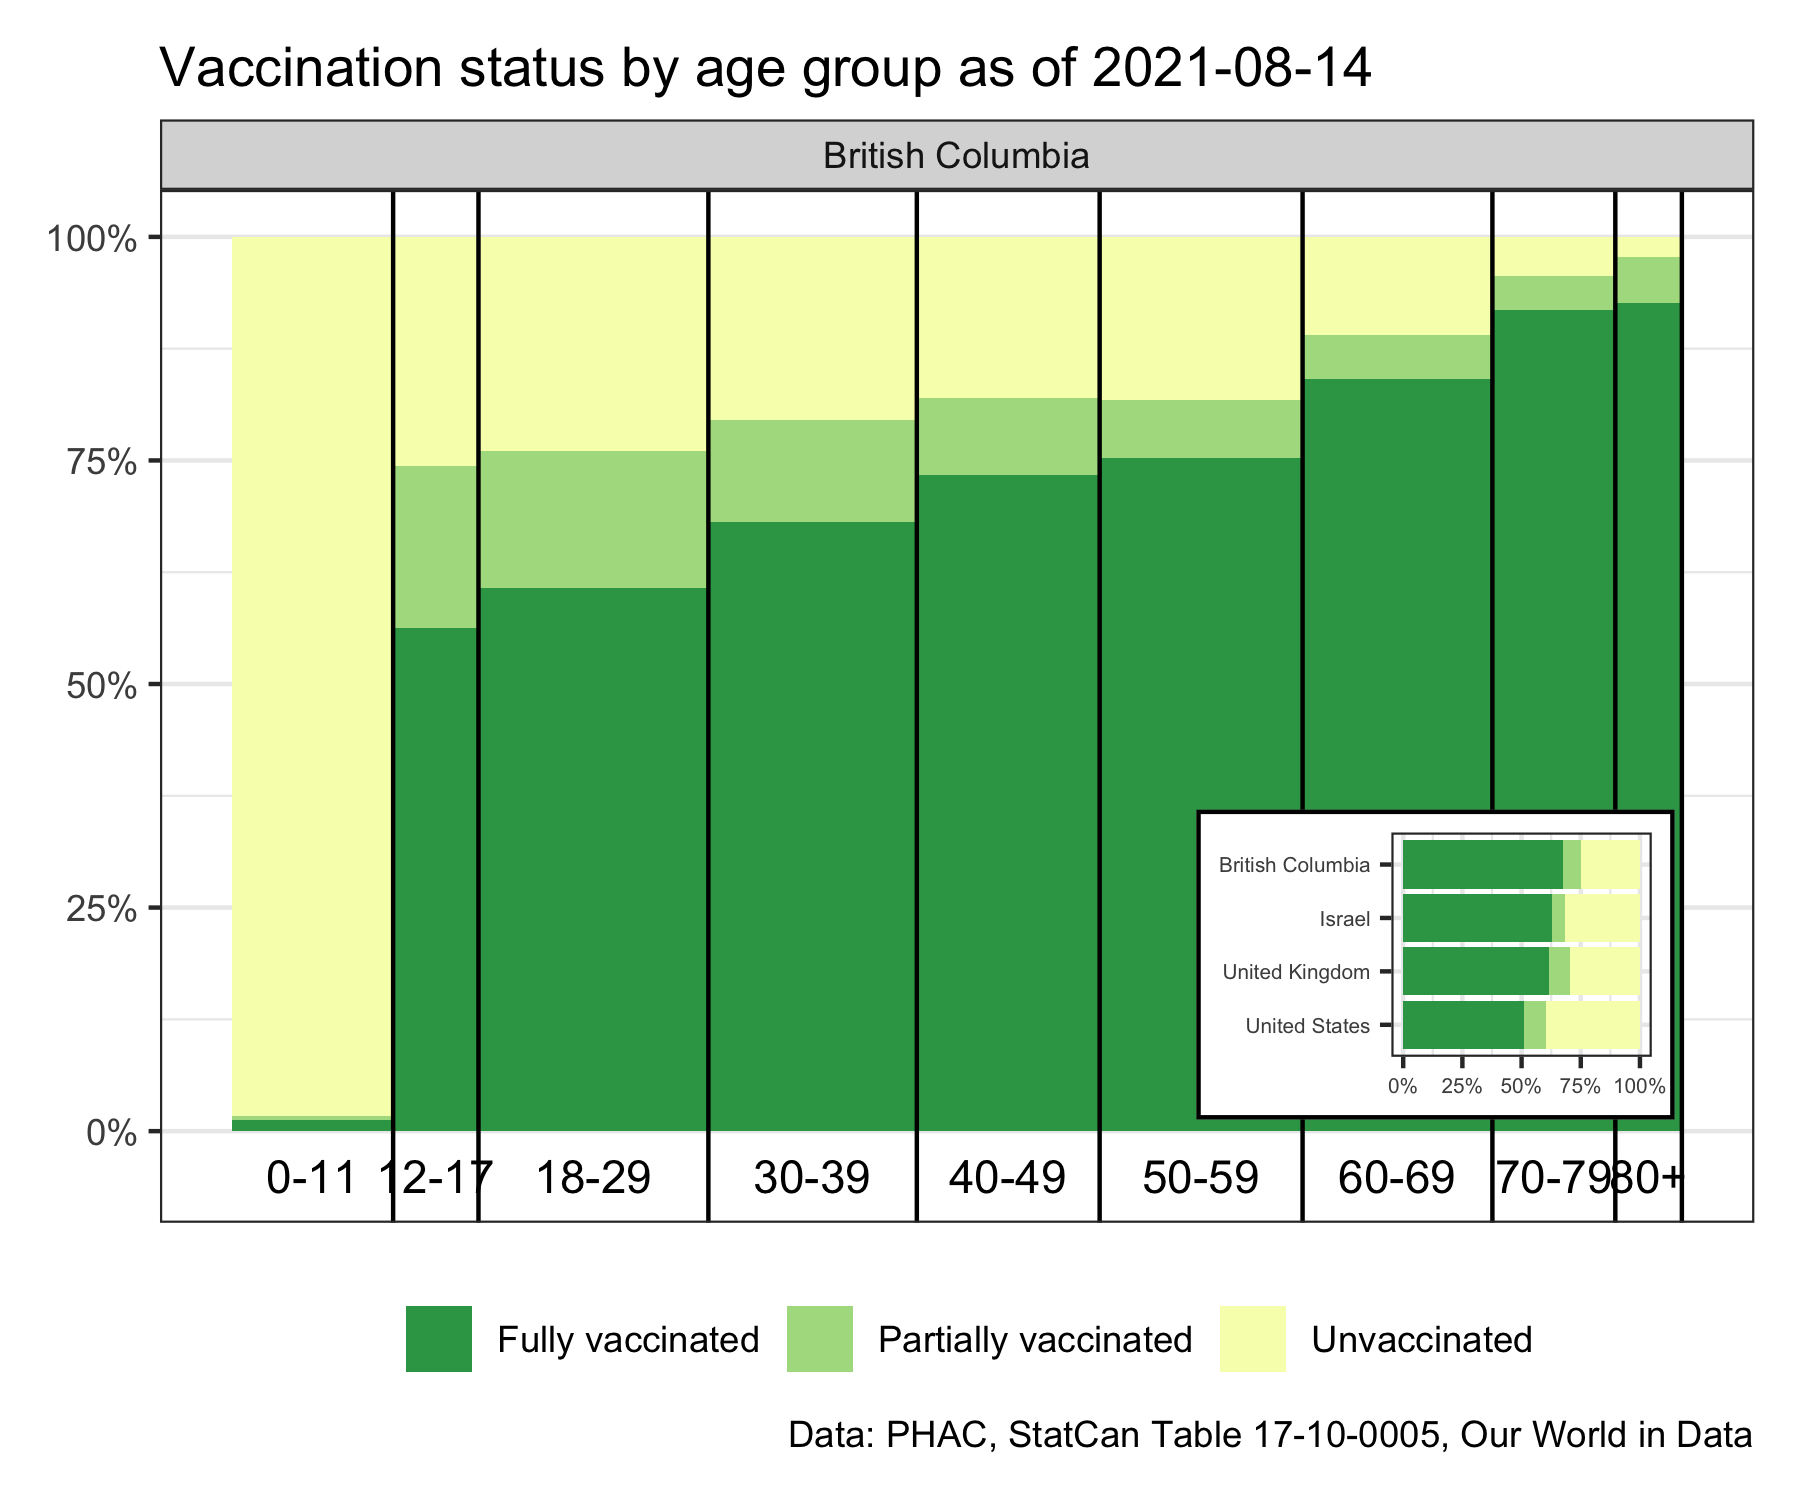 Vaccination status by age group as of 2021-08-14
British Columbia
100%
75%
50%
25%
0%
British Columbia
Israel
United Kingdom
United States
0% 25% 50% 75% 100%
0-11 12-17 18-29 30-39 40-49 50-59 60-69 70-79 80+
Fully vaccinated Partially vaccinated Unvaccinated
Data: PHAC, StatCan Table 17-10-0005, Our World in Data